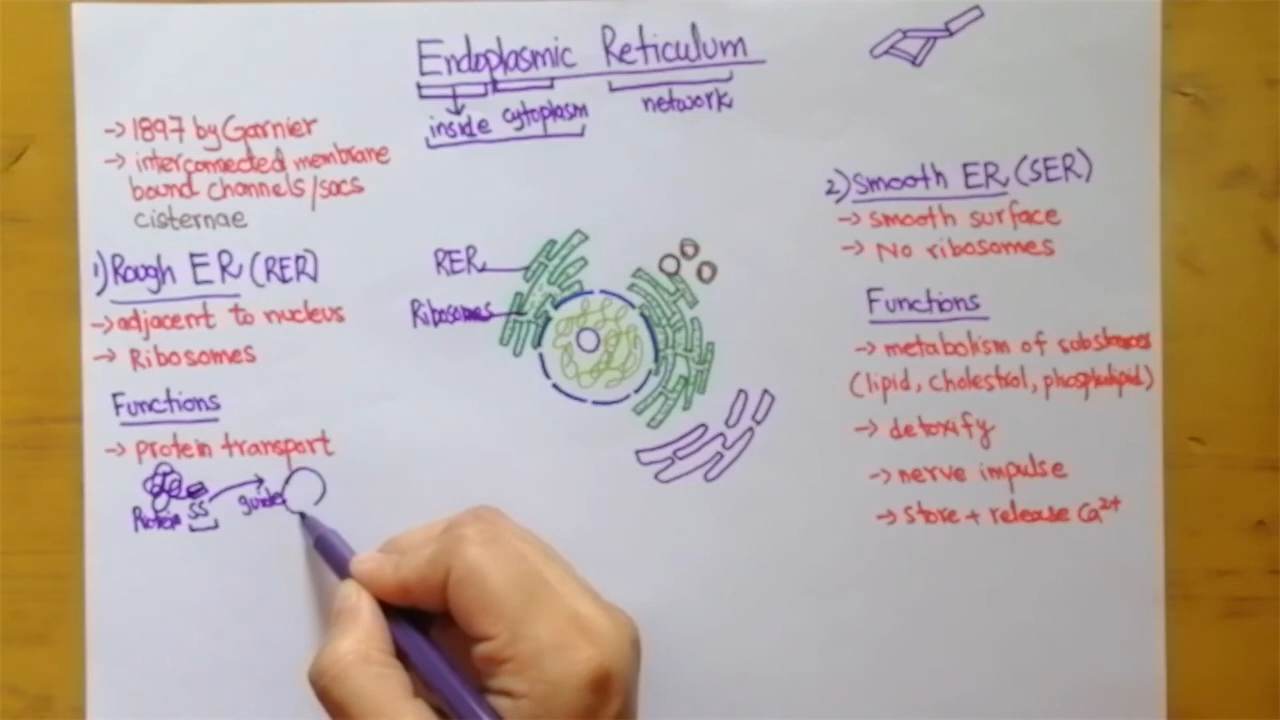 Endoplasmic Reticulum
inside cytoplasm
network
→ 1897 by Garnier
→ interconnected membrane
bound channels/sacs
cisternae
1) Rough ER (RER)
→ adjacent to nucleus
→ Ribosomes
Functions
→ protein transport
Protein SS
guide
RER
Ribosomes
2) Smooth ER (SER)
→ smooth surface
→ No ribosomes
Functions
→ metabolism of substances
(lipid, cholestrol, phospholipid)
→ detoxify
→ nerve impulse
→ store + release Ca²⁺